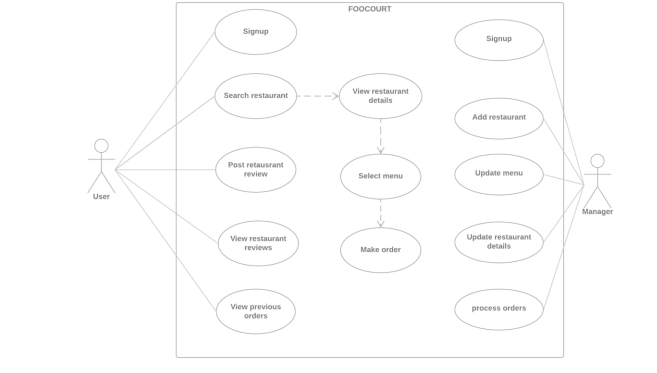 FOOCOURT
Signup
Signup
Search restaurant
View restaurant
details
Add restaurant
Post retausrant
review
Select menu
Update menu
User
Manager
View restaurant
reviews
Make order
Update restaurant
details
View previous
orders
process orders